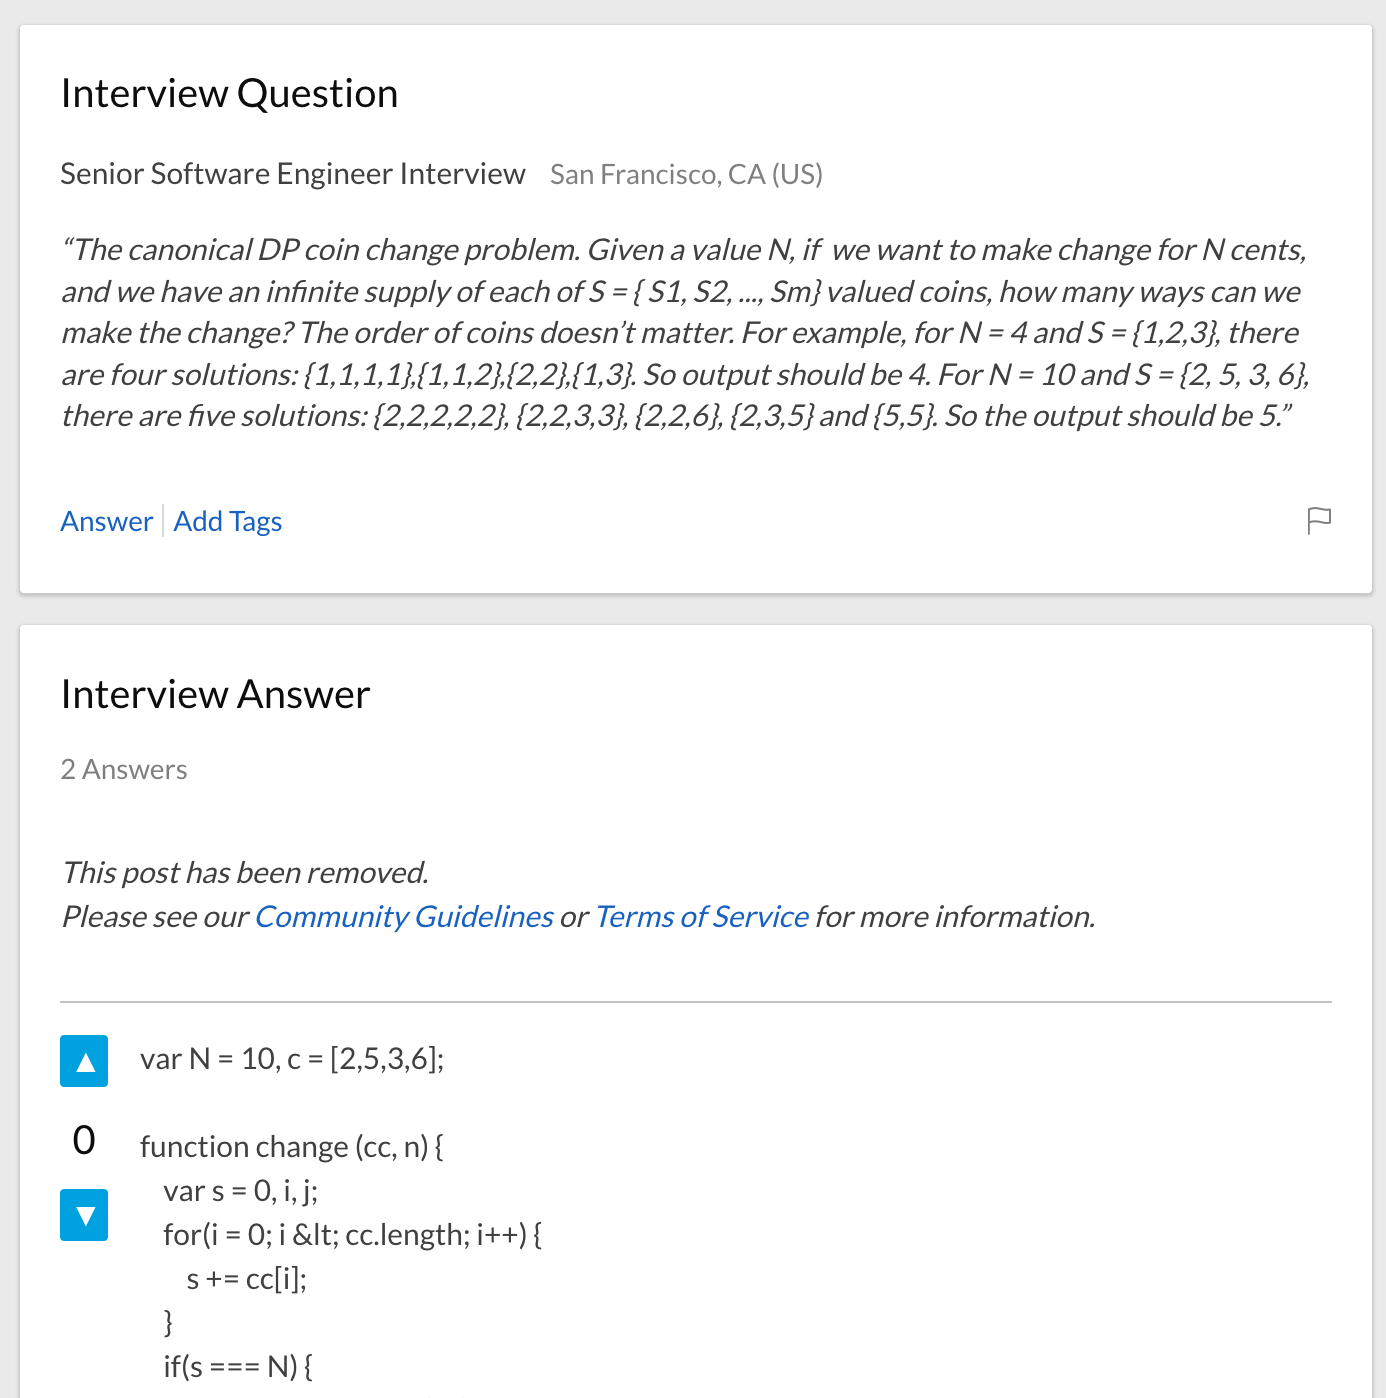 Interview Question
Senior Software Engineer Interview San Francisco, CA (US)
“The canonical DP coin change problem. Given a value N, if we want to make change for N cents,
and we have an infinite supply of each of S = { S1, S2, ..., Sm} valued coins, how many ways can we
make the change? The order of coins doesn’t matter. For example, for N = 4 and S = {1,2,3}, there
are four solutions: {1,1,1,1},{1,1,2},{2,2},{1,3}. So output should be 4. For N = 10 and S = {2, 5, 3, 6},
there are five solutions: {2,2,2,2,2}, {2,2,3,3}, {2,2,6}, {2,3,5} and {5,5}. So the output should be 5.”
Answer Add Tags
Interview Answer
2 Answers
This post has been removed.
Please see our Community Guidelines or Terms of Service for more information.
▲ var N = 10, c = [2,5,3,6];
0 function change (cc, n) {
var s = 0, i, j;
▼ for(i = 0; i &lt; cc.length; i++) {
s += cc[i];
}
if(s === N) {